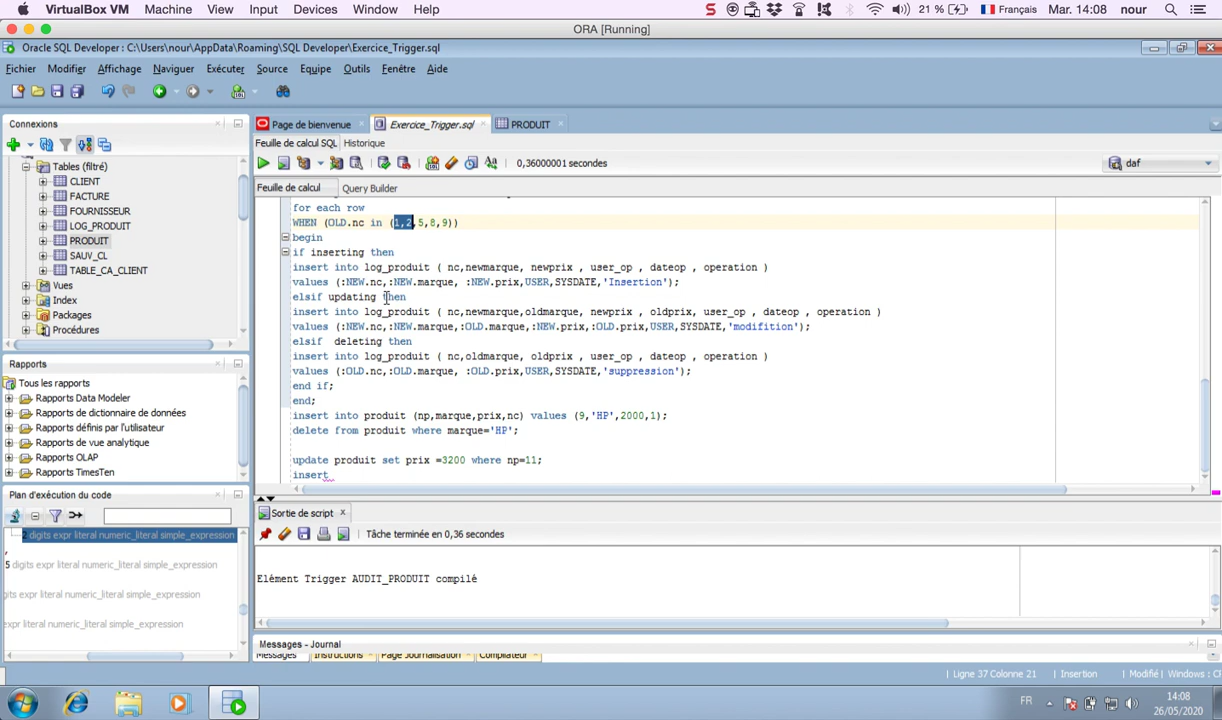 VirtualBox VM Machine View Input Devices Window Help
21 % Français Mar. 14:08 nour
ORA [Running]
Oracle SQL Developer : C:\Users\nour\AppData\Roaming\SQL Developer\Exercice_Trigger.sql
Fichier Modifier Affichage Naviguer Exécuter Source Equipe Outils Fenêtre Aide
Connexions
Tables (filtré)
CLIENT
FACTURE
FOURNISSEUR
LOG_PRODUIT
PRODUIT
SAUV_CL
TABLE_CA_CLIENT
Vues
Index
Packages
Procédures
Rapports
Tous les rapports
Rapports Data Modeler
Rapports de dictionnaire de données
Rapports définis par l'utilisateur
Rapports de vue analytique
Rapports OLAP
Rapports TimesTen
Plan d'exécution du code
2 digits expr literal numeric_literal simple_expression
,
5 digits expr literal numeric_literal simple_expression
expr literal numeric_literal simple_expression
expr literal numeric_literal simple_expression
Page de bienvenue Exercice_Trigger.sql PRODUIT
Feuille de calcul SQL Historique
0,36000001 secondes daf
Feuille de calcul Query Builder
for each row
WHEN (OLD.nc in (1,2,5,8,9))
begin
if inserting then
insert into log_produit ( nc,newmarque, newprix , user_op , dateop , operation )
values (:NEW.nc,:NEW.marque, :NEW.prix,USER,SYSDATE,'Insertion');
elsif updating then
insert into log_produit ( nc,newmarque,oldmarque, newprix , oldprix, user_op , dateop , operation )
values (:NEW.nc,:NEW.marque,:OLD.marque,:NEW.prix,:OLD.prix,USER,SYSDATE,'modifition');
elsif deleting then
insert into log_produit ( nc,oldmarque, oldprix , user_op , dateop , operation )
values (:OLD.nc,:OLD.marque, :OLD.prix,USER,SYSDATE,'suppression');
end if;
end;
insert into produit (np,marque,prix,nc) values (9,'HP',2000,1);
delete from produit where marque='HP';
update produit set prix =3200 where np=11;
insert
Sortie de script
Tâche terminée en 0,36 secondes
Elément Trigger AUDIT_PRODUIT compilé
Messages - Journal
Messages Instructions Page Journalisation Compilateur
Ligne 37 Colonne 21 Insertion Modifié Windows:
FR 14:08
26/05/2020